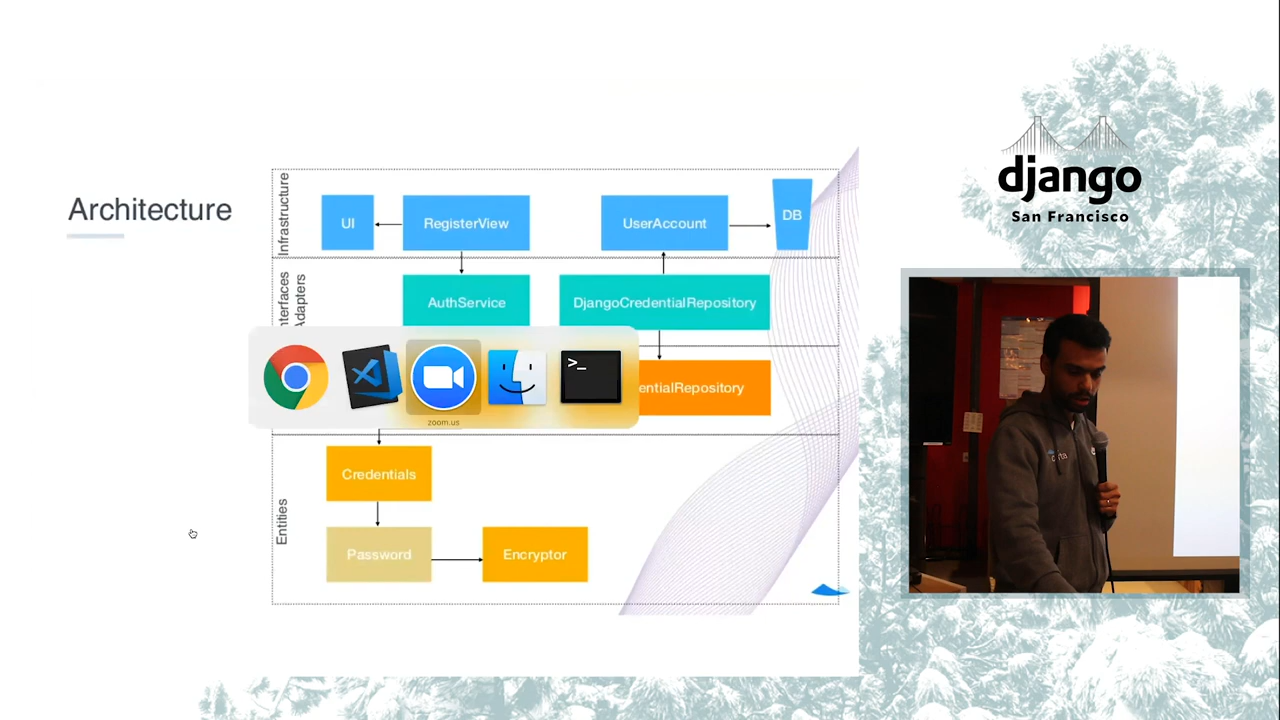 Architecture
Infrastructure
UI
RegisterView
UserAccount
DB
nterfaces
Adapters
AuthService
DjangoCredentialRepository
entialRepository
>_
zoom.us
Credentials
Entities
Password
Encryptor
django
San Francisco